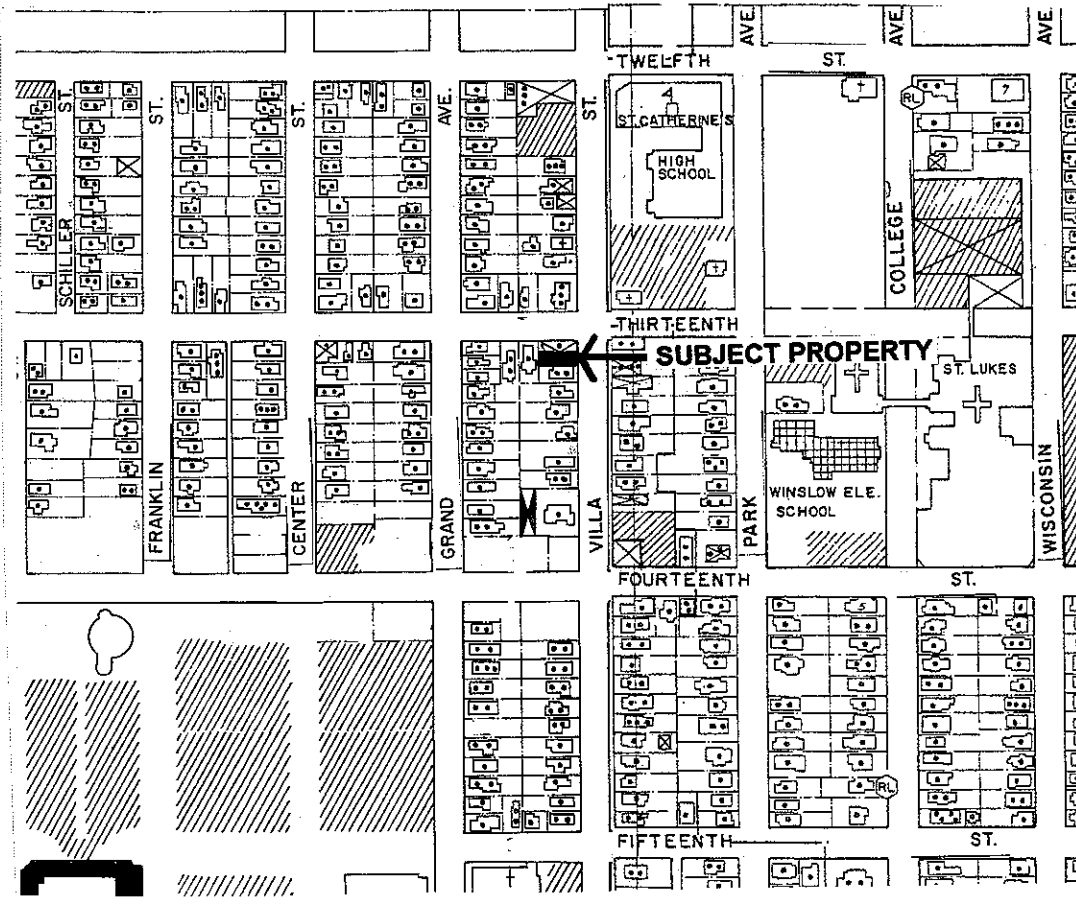 AVE.
AVE.
AVE
TWELFTH ST.
ST.
ST.
ST.
AVE.
ST.
4
ST. CATHERINE'S
HIGH
SCHOOL
†
RL
7
SCHILLER
COLLEGE
†
†
†
THIRTEENTH
SUBJECT PROPERTY
ST. LUKES
FRANKLIN
CENTER
GRAND
VILLA
PARK
WINSLOW ELE.
SCHOOL
WISCONSIN
FOURTEENTH ST.
5
RL
FIFTEENTH ST.
†